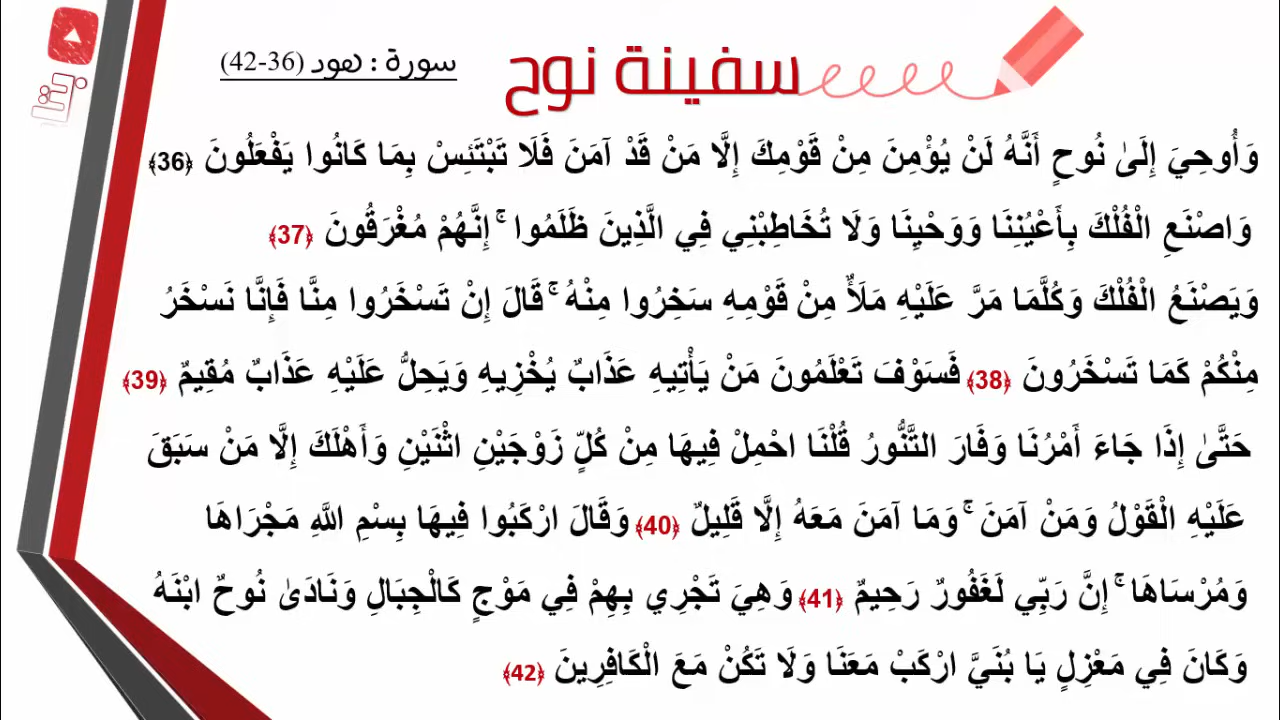 سفينة نوح
سورة : هود (36-42)
وَأُوحِيَ إِلَىٰ نُوحٍ أَنَّهُ لَنْ يُؤْمِنَ مِنْ قَوْمِكَ إِلَّا مَنْ قَدْ آمَنَ فَلَا تَبْتَئِسْ بِمَا كَانُوا يَفْعَلُونَ ﴿36﴾
وَاصْنَعِ الْفُلْكَ بِأَعْيُنِنَا وَوَحْيِنَا وَلَا تُخَاطِبْنِي فِي الَّذِينَ ظَلَمُوا ۚ إِنَّهُمْ مُغْرَقُونَ ﴿37﴾
وَيَصْنَعُ الْفُلْكَ وَكُلَّمَا مَرَّ عَلَيْهِ مَلَأٌ مِنْ قَوْمِهِ سَخِرُوا مِنْهُ ۚ قَالَ إِنْ تَسْخَرُوا مِنَّا فَإِنَّا نَسْخَرُ
مِنْكُمْ كَمَا تَسْخَرُونَ ﴿38﴾ فَسَوْفَ تَعْلَمُونَ مَنْ يَأْتِيهِ عَذَابٌ يُخْزِيهِ وَيَحِلُّ عَلَيْهِ عَذَابٌ مُقِيمٌ ﴿39﴾
حَتَّىٰ إِذَا جَاءَ أَمْرُنَا وَفَارَ التَّنُّورُ قُلْنَا احْمِلْ فِيهَا مِنْ كُلٍّ زَوْجَيْنِ اثْنَيْنِ وَأَهْلَكَ إِلَّا مَنْ سَبَقَ
عَلَيْهِ الْقَوْلُ وَمَنْ آمَنَ ۚ وَمَا آمَنَ مَعَهُ إِلَّا قَلِيلٌ ﴿40﴾ وَقَالَ ارْكَبُوا فِيهَا بِسْمِ اللَّهِ مَجْرَاهَا
وَمُرْسَاهَا ۚ إِنَّ رَبِّي لَغَفُورٌ رَحِيمٌ ﴿41﴾ وَهِيَ تَجْرِي بِهِمْ فِي مَوْجٍ كَالْجِبَالِ وَنَادَىٰ نُوحٌ ابْنَهُ
وَكَانَ فِي مَعْزِلٍ يَا بُنَيَّ ارْكَبْ مَعَنَا وَلَا تَكُنْ مَعَ الْكَافِرِينَ ﴿42﴾